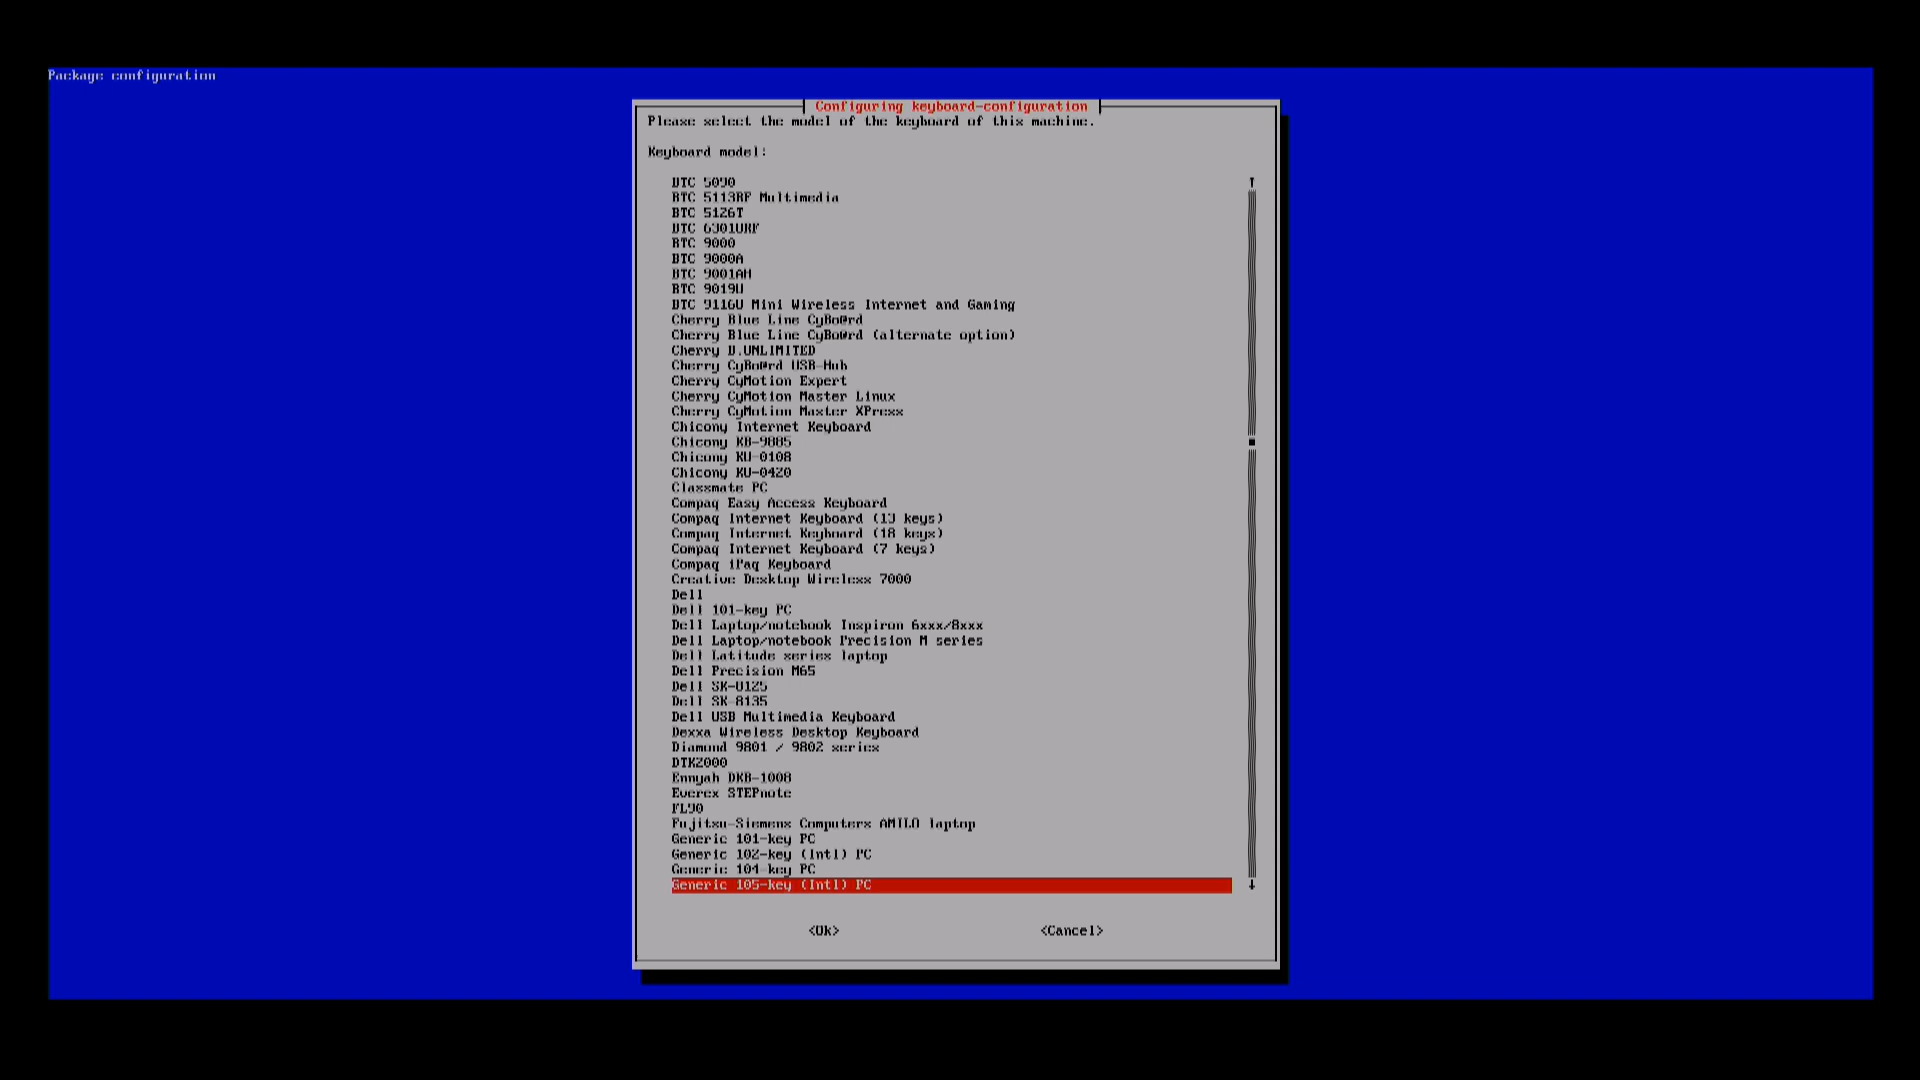 Package configuration
Configuring keyboard-configuration
Please select the model of the keyboard of this machine.
Keyboard model:
BTC 5090
BTC 5113RF Multimedia
BTC 5126T
BTC 6301URF
BTC 9000
BTC 9000A
BTC 9001AH
BTC 9019U
BTC 9116U Mini Wireless Internet and Gaming
Cherry Blue Line CyBo@rd
Cherry Blue Line CyBo@rd (alternate option)
Cherry B.UNLIMITED
Cherry CyBo@rd USB-Hub
Cherry CyMotion Expert
Cherry CyMotion Master Linux
Cherry CyMotion Master XPress
Chicony Internet Keyboard
Chicony KB-9885
Chicony KU-0108
Chicony KU-0420
Classmate PC
Compaq Easy Access Keyboard
Compaq Internet Keyboard (13 keys)
Compaq Internet Keyboard (18 keys)
Compaq Internet Keyboard (7 keys)
Compaq iPaq Keyboard
Creative Desktop Wireless 7000
Dell
Dell 101-key PC
Dell Laptop/notebook Inspiron 6xxx/8xxx
Dell Laptop/notebook Precision M series
Dell Latitude series laptop
Dell Precision M65
Dell SK-8125
Dell SK-8135
Dell USB Multimedia Keyboard
Dexxa Wireless Desktop Keyboard
Diamond 9801 / 9802 series
DTK2000
Ennyah DKB-1008
Everex STEPnote
FL90
Fujitsu-Siemens Computers AMILO laptop
Generic 101-key PC
Generic 102-key (Intl) PC
Generic 104-key PC
Generic 105-key (Intl) PC
<Ok> <Cancel>